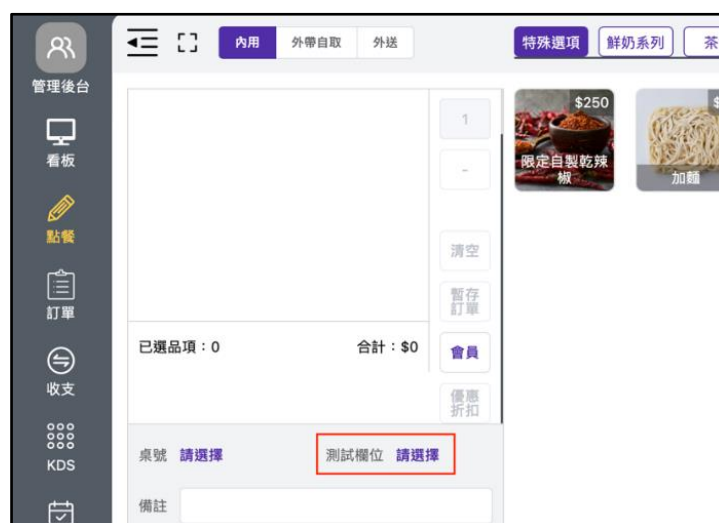 管理後台
看板
點餐
訂單
收支
KDS
內用
外帶自取
外送
1
-
清空
暫存
訂單
會員
優惠
折扣
已選品項：0
合計：$0
桌號 請選擇
測試欄位 請選擇
備註
特殊選項
鮮奶系列
茶
$250
限定自製乾辣
椒
$
加麵